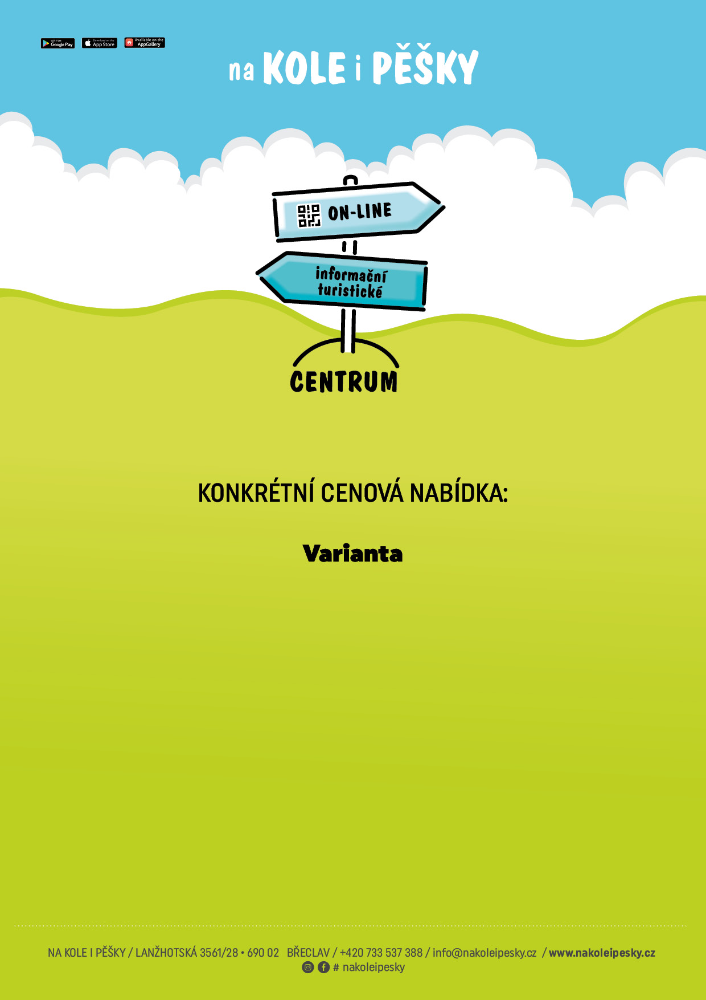 GET IT ON
Google Play
Download on the
App Store
Available on the
AppGallery
na KOLE i PĚŠKY
ON-LINE
informační
turistické
CENTRUM
KONKRÉTNÍ CENOVÁ NABÍDKA:
Varianta
NA KOLE I PĚŠKY / LANŽHOTSKÁ 3561/28 • 690 02 BŘECLAV / +420 733 537 388 / info@nakoleipesky.cz / www.nakoleipesky.cz
# nakoleipesky